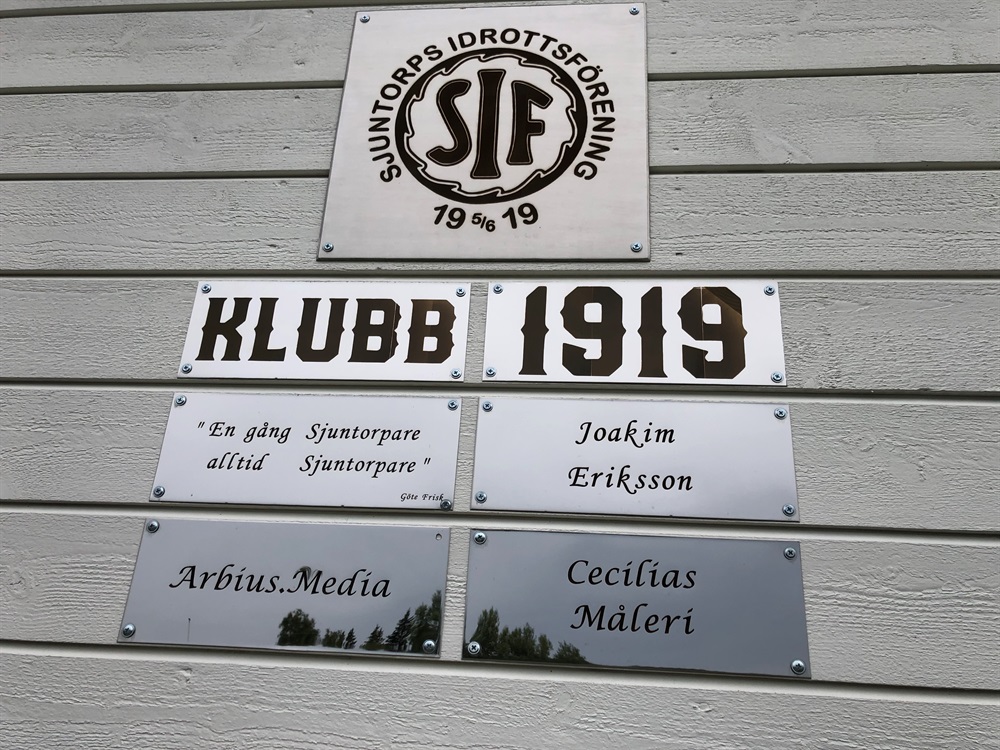 SJUNTORPS IDROTTSFÖRENING
SIF
19 5/6 19
KLUBB
1919
"En gång Sjuntorpare
alltid Sjuntorpare"
Göte Frisk
Joakim
Eriksson
Arbius.Media
Cecilias
Måleri